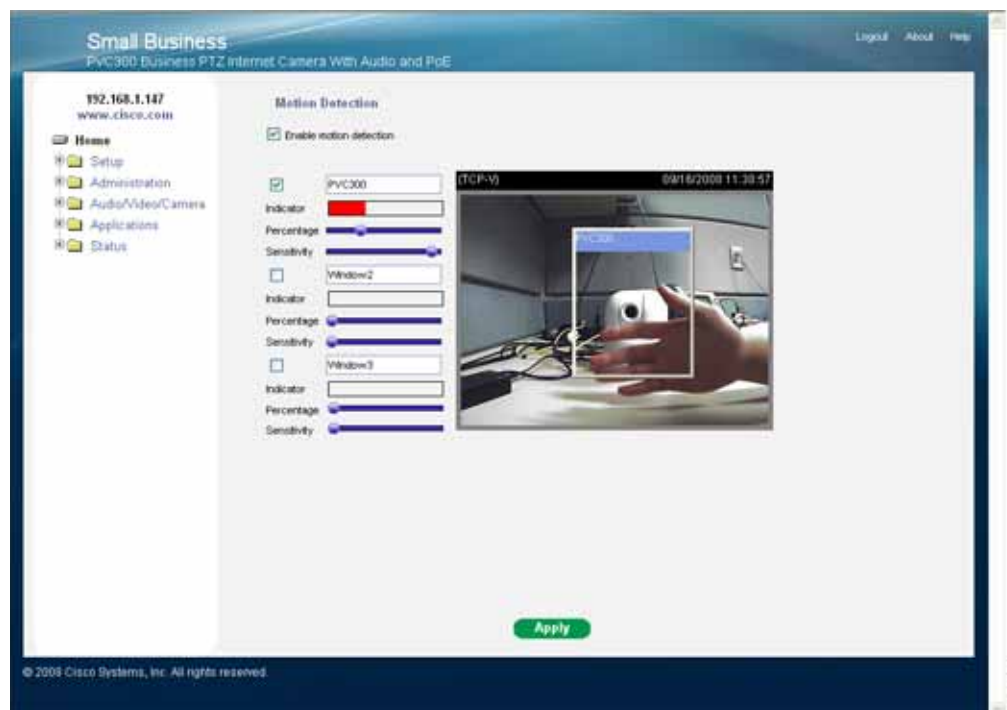 Small Business
PVC300 Business PTZ Internet Camera With Audio and PoE
Logout About Help
192.168.1.147
www.cisco.com
Home
Setup
Administration
Audio/Video/Camera
Applications
Status
Motion Detection
Enable motion detection
PVC300
Indicator
Percentage
Sensitivity
Window2
Indicator
Percentage
Sensitivity
Window3
Indicator
Percentage
Sensitivity
(TCP-V) 09/16/2008 11:38:57
PVC300
Apply
© 2008 Cisco Systems, Inc. All rights reserved.